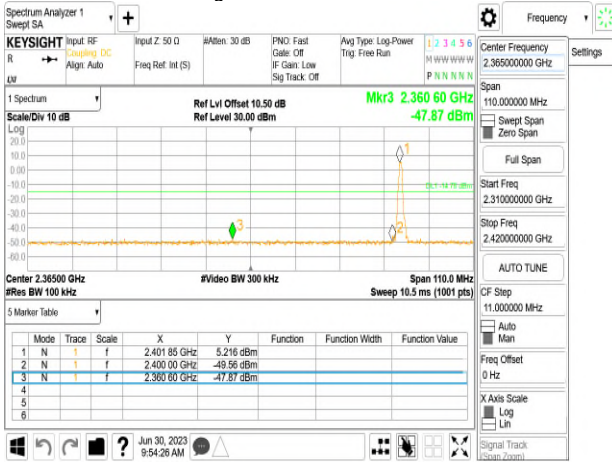 Spectrum Analyzer 1
Swept SA
+
Frequency
KEYSIGHT
Input: RF
Coupling: DC
Align: Auto
Input Z: 50 Ω
Freq Ref: Int (S)
#Atten: 30 dB
PNO: Fast
Gate: Off
IF Gain: Low
Sig Track: Off
Avg Type: Log-Power
Trig: Free Run
1 2 3 4 5 6
M W W W W W
P N N N N N
R
Center Frequency
2.365000000 GHz
Settings
Span
110.000000 MHz
Swept Span
Zero Span
Full Span
Start Freq
2.310000000 GHz
Stop Freq
2.420000000 GHz
AUTO TUNE
CF Step
11.000000 MHz
Auto
Man
Freq Offset
0 Hz
X Axis Scale
Log
Lin
Signal Track
(Span Zoom)
1 Spectrum
Scale/Div 10 dB
Ref Lvl Offset 10.50 dB
Ref Level 30.00 dBm
Mkr3 2.360 60 GHz
-47.87 dBm
Log
20.0
10.0
0.00
-10.0
-20.0
-30.0
-40.0
-50.0
-60.0
1
2
3
Center 2.36500 GHz
#Video BW 300 kHz
Span 110.0 MHz
#Res BW 100 kHz
Sweep 10.5 ms (1001 pts)
5 Marker Table
Mode Trace Scale X Y Function Function Width Function Value
1 N 1 f 2.401 85 GHz 5.216 dBm
2 N 1 f 2.400 00 GHz -49.56 dBm
3 N 1 f 2.360 60 GHz -47.87 dBm
4
5
6
?
Jun 30, 2023
9:54:26 AM